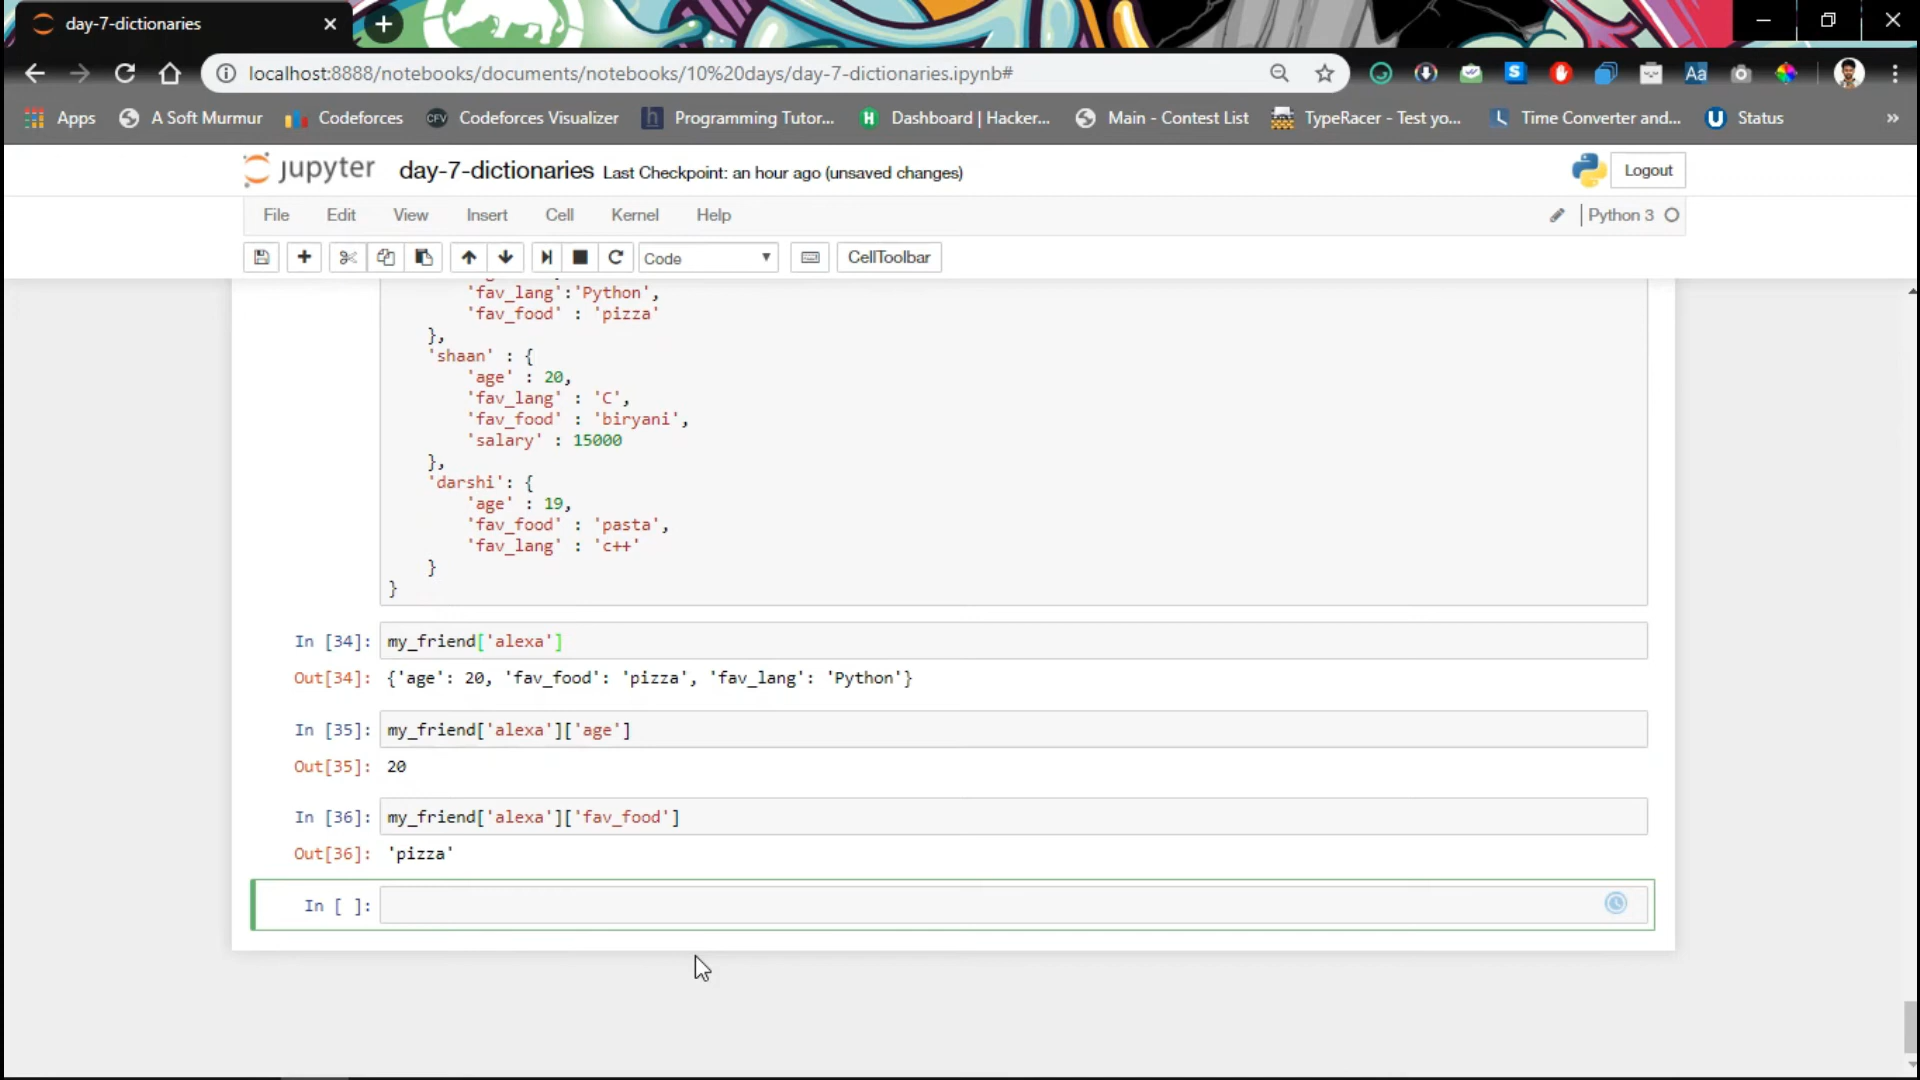 day-7-dictionaries
localhost:8888/notebooks/documents/notebooks/10%20days/day-7-dictionaries.ipynb#
Apps A Soft Murmur Codeforces CFV Codeforces Visualizer h Programming Tutor... H Dashboard | Hacker... Main - Contest List TypeRacer - Test yo... Time Converter and... U Status »
jupyter day-7-dictionaries Last Checkpoint: an hour ago (unsaved changes) Logout
File Edit View Insert Cell Kernel Help Python 3
Code CellToolbar
'fav_lang':'Python',
'fav_food' : 'pizza'
},
'shaan' : {
'age' : 20,
'fav_lang' : 'C',
'fav_food' : 'biryani',
'salary' : 15000
},
'darshi': {
'age' : 19,
'fav_food' : 'pasta',
'fav_lang' : 'c++'
}
}
In [34]: my_friend['alexa']
Out[34]: {'age': 20, 'fav_food': 'pizza', 'fav_lang': 'Python'}
In [35]: my_friend['alexa']['age']
Out[35]: 20
In [36]: my_friend['alexa']['fav_food']
Out[36]: 'pizza'
In [ ]: